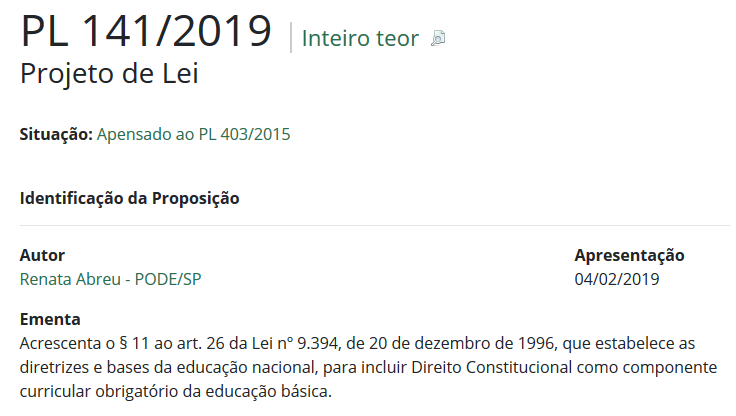 PL 141/2019 Inteiro teor
Projeto de Lei
Situação: Apensado ao PL 403/2015
Identificação da Proposição
Autor
Renata Abreu - PODE/SP
Apresentação
04/02/2019
Ementa
Acrescenta o § 11 ao art. 26 da Lei nº 9.394, de 20 de dezembro de 1996, que estabelece as
diretrizes e bases da educação nacional, para incluir Direito Constitucional como componente
curricular obrigatório da educação básica.